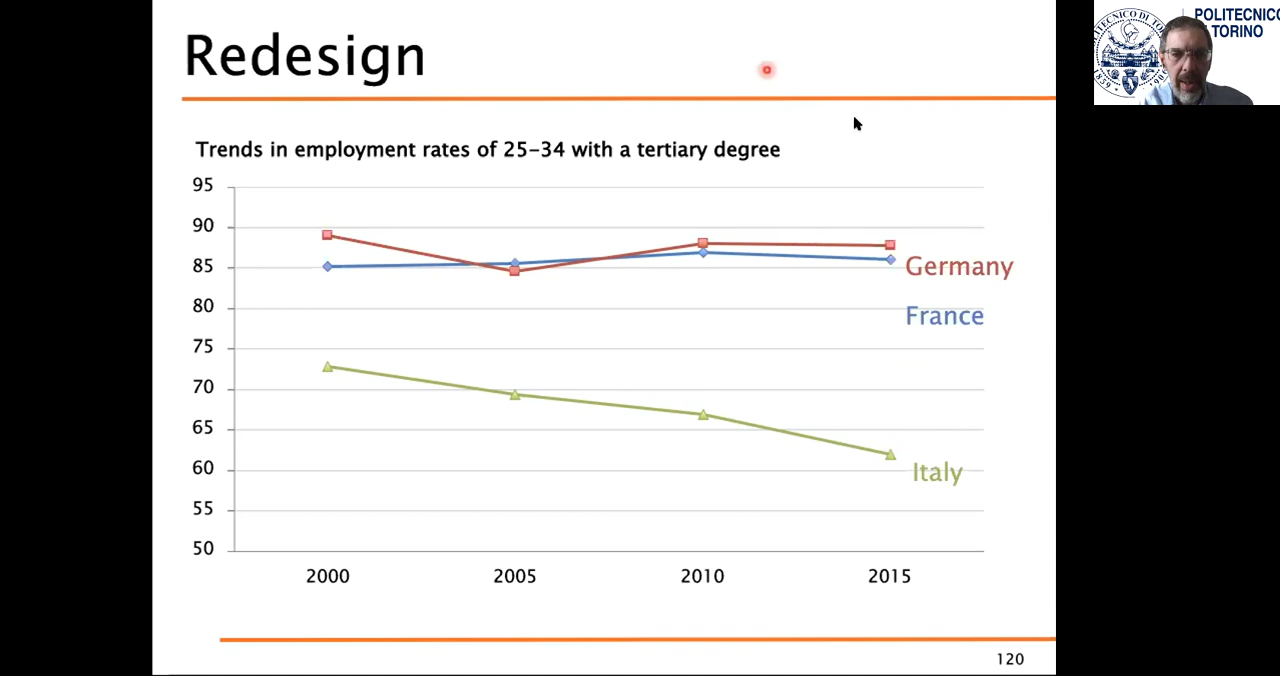 Redesign
POLITECNICO
DI TORINO
Trends in employment rates of 25-34 with a tertiary degree
95
90
85
80
75
70
65
60
55
50
Germany
France
Italy
2000 2005 2010 2015
120